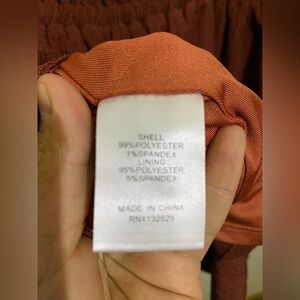 SHELL
99%POLYESTER
1%SPANDEX
LINING
95%POLYESTER
5%SPANDEX
MADE IN CHINA
RN#132829